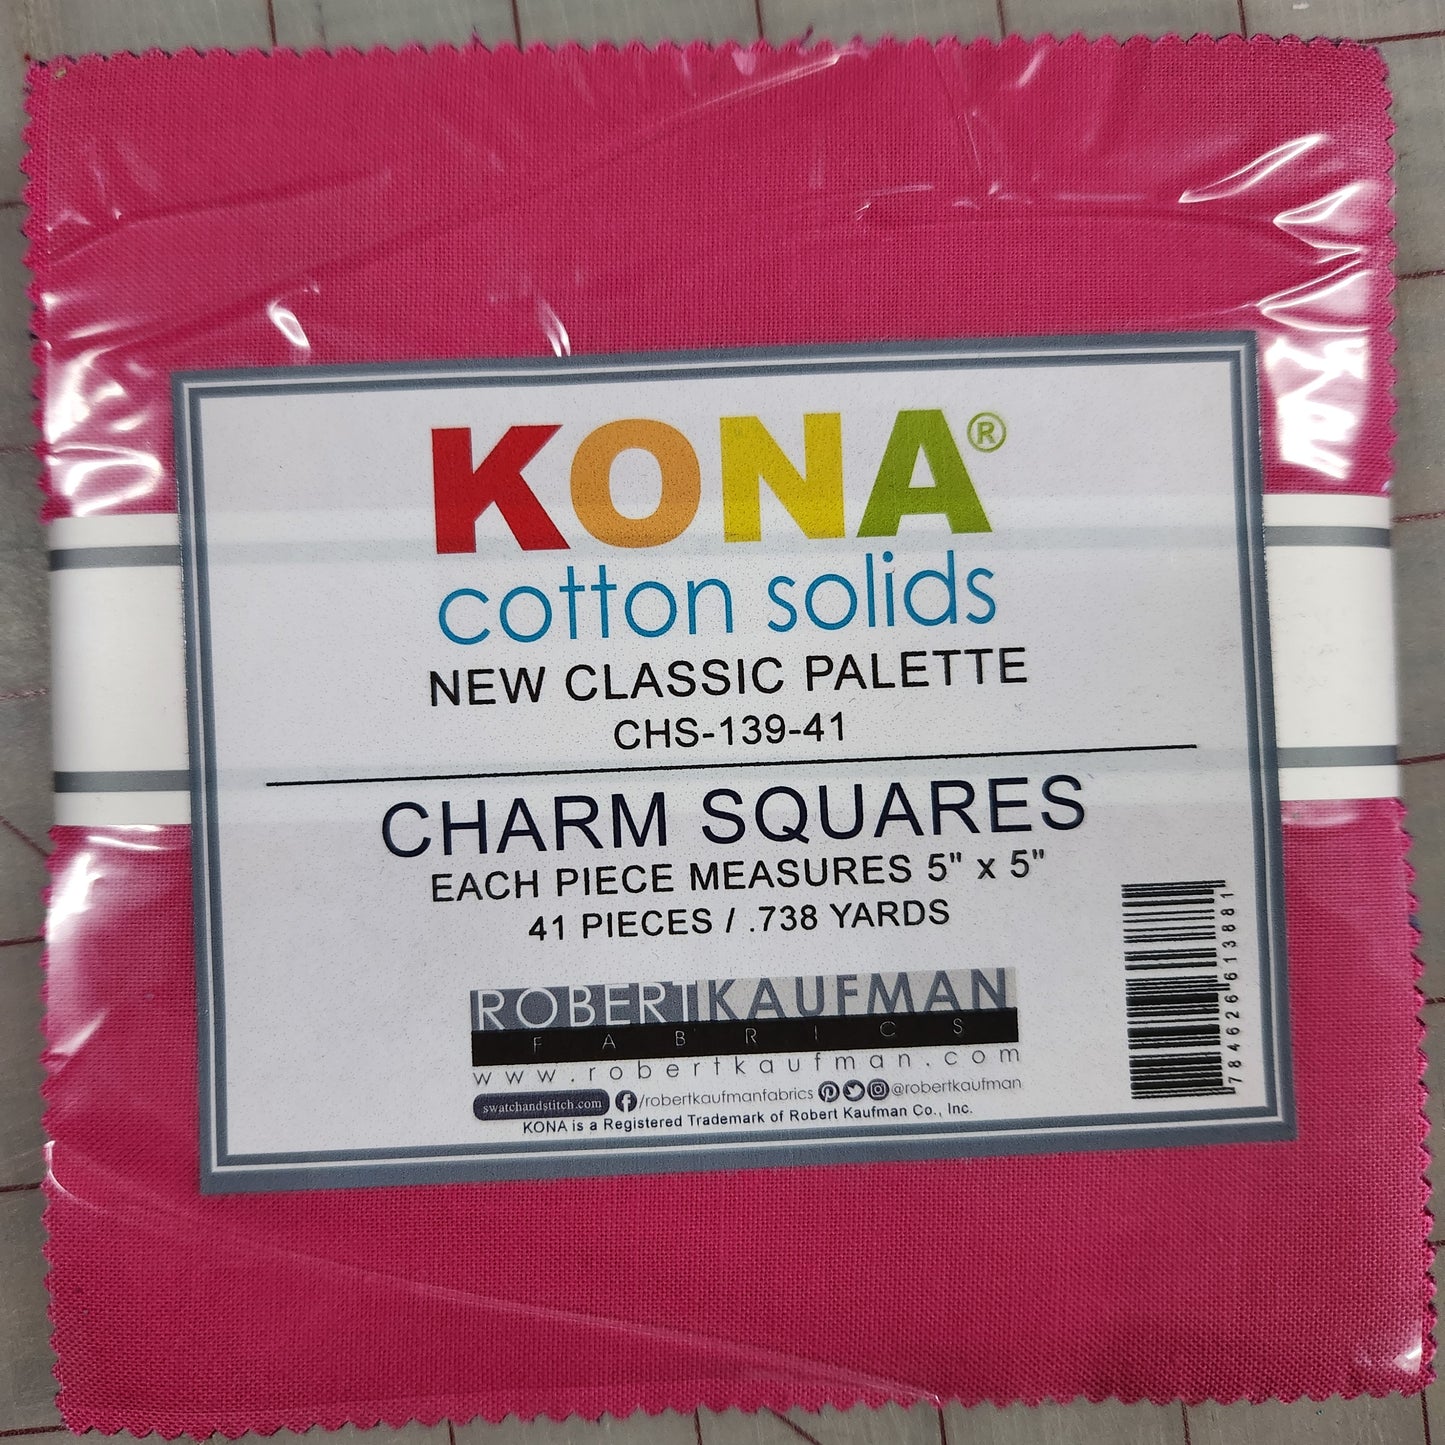 KONA®
cotton solids
NEW CLASSIC PALETTE
CHS-139-41
CHARM SQUARES
EACH PIECE MEASURES 5" x 5"
41 PIECES / .738 YARDS
ROBERTKAUFMAN
FABRICS
www.robertkaufman.com
swatchandstitch.com /robertkaufmanfabrics @robertkaufman
KONA is a Registered Trademark of Robert Kaufman Co., Inc.
784626613881